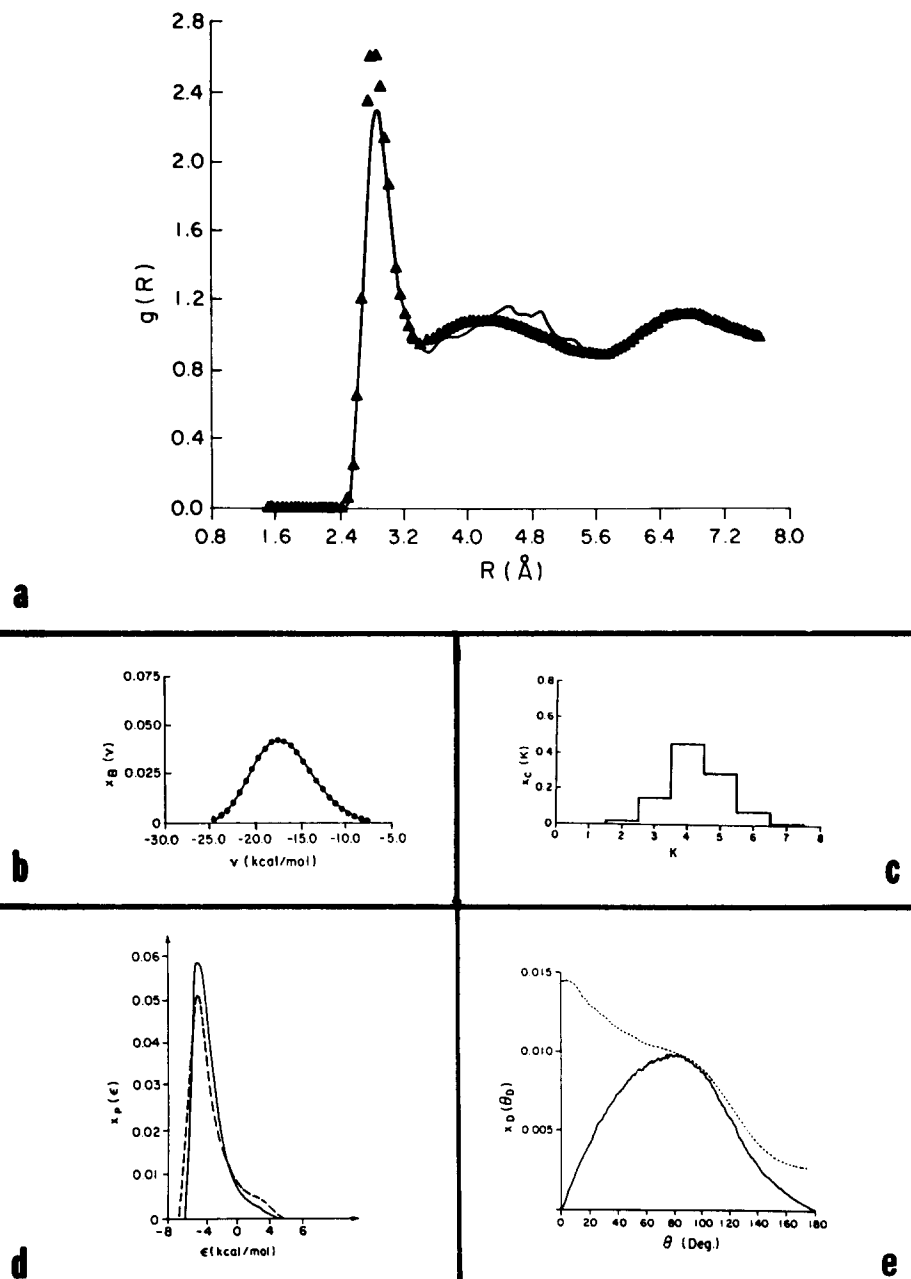 2.8
2.4
2.0
1.6
1.2
0.8
0.4
0.0
g (R)
0.8 1.6 2.4 3.2 4.0 4.8 5.6 6.4 7.2 8.0
R (Å)
a
0.075
0.050
0.025
0
x_B (ν)
-30.0 -25.0 -20.0 -15.0 -10.0 -5.0
ν (kcal/mol)
b
0.8
0.6
0.4
0.2
0
x_C (K)
0 1 2 3 4 5 6 7 8
K
c
0.06
0.05
0.04
0.03
0.02
0.01
0
x_P (ϵ)
-8 -4 0 4 6
ϵ(kcal/mol)
d
0.015
0.010
0.005
x_D (θ_D)
0 20 40 60 80 100 120 140 160 180
θ (Deg.)
e